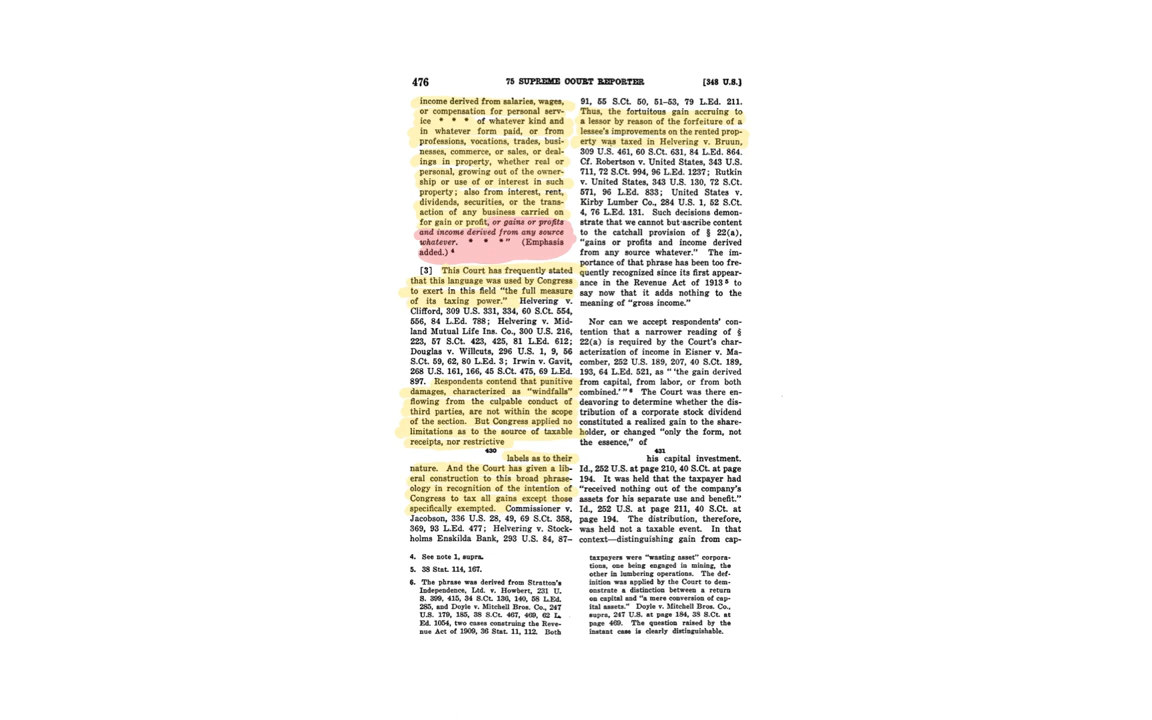 476
75 SUPREME COURT REPORTER
[348 U.S.]
income derived from salaries, wages,
or compensation for personal serv-
ice * * * of whatever kind and
in whatever form paid, or from
professions, vocations, trades, busi-
nesses, commerce, or sales, or deal-
ings in property, whether real or
personal, growing out of the owner-
ship or use of or interest in such
property; also from interest, rent,
dividends, securities, or the trans-
action of any business carried on
for gain or profit, or gains or profits
and income derived from any source
whatever. * * *" (Emphasis
added.) 4
[3] This Court has frequently stated
that this language was used by Congress
to exert in this field "the full measure
of its taxing power." Helvering v.
Clifford, 309 U.S. 331, 334, 60 S.Ct. 554,
556, 84 L.Ed. 788; Helvering v. Mid-
land Mutual Life Ins. Co., 300 U.S. 216,
223, 57 S.Ct. 423, 425, 81 L.Ed. 612;
Douglas v. Willcuts, 296 U.S. 1, 9, 56
S.Ct. 59, 62, 80 L.Ed. 3; Irwin v. Gavit,
268 U.S. 161, 166, 45 S.Ct. 475, 69 L.Ed.
897. Respondents contend that punitive
damages, characterized as "windfalls"
flowing from the culpable conduct of
third parties, are not within the scope
of the section. But Congress applied no
limitations as to the source of taxable
receipts, nor restrictive
430
labels as to their
nature. And the Court has given a lib-
eral construction to this broad phrase-
ology in recognition of the intention of
Congress to tax all gains except those
specifically exempted. Commissioner v.
Jacobson, 336 U.S. 28, 49, 69 S.Ct. 358,
369, 93 L.Ed. 477; Helvering v. Stock-
holms Enskilda Bank, 293 U.S. 84, 87–
91, 55 S.Ct. 50, 51-53, 79 L.Ed. 211.
Thus, the fortuitous gain accruing to
a lessor by reason of the forfeiture of a
lessee's improvements on the rented prop-
erty was taxed in Helvering v. Bruun,
309 U.S. 461, 60 S.Ct. 631, 84 L.Ed. 864.
Cf. Robertson v. United States, 343 U.S.
711, 72 S.Ct. 994, 96 L.Ed. 1237; Rutkin
v. United States, 343 U.S. 130, 72 S.Ct.
571, 96 L.Ed. 833; United States v.
Kirby Lumber Co., 284 U.S. 1, 52 S.Ct.
4, 76 L.Ed. 131. Such decisions demon-
strate that we cannot but ascribe content
to the catchall provision of § 22(a),
"gains or profits and income derived
from any source whatever." The im-
portance of that phrase has been too fre-
quently recognized since its first appear-
ance in the Revenue Act of 1913 5 to
say now that it adds nothing to the
meaning of "gross income."
Nor can we accept respondents' con-
tention that a narrower reading of §
22(a) is required by the Court's char-
acterization of income in Eisner v. Ma-
comber, 252 U.S. 189, 207, 40 S.Ct. 189,
193, 64 L.Ed. 521, as " 'the gain derived
from capital, from labor, or from both
combined.' " 6 The Court was there en-
deavoring to determine whether the dis-
tribution of a corporate stock dividend
constituted a realized gain to the share-
holder, or changed "only the form, not
the essence," of
431
his capital investment.
Id., 252 U.S. at page 210, 40 S.Ct. at page
194. It was held that the taxpayer had
"received nothing out of the company's
assets for his separate use and benefit."
Id., 252 U.S. at page 211, 40 S.Ct. at
page 194. The distribution, therefore,
was held not a taxable event. In that
context—distinguishing gain from cap-
4. See note 1, supra.
5. 38 Stat. 114, 167.
6. The phrase was derived from Stratton's
Independence, Ltd. v. Howbert, 231 U.
S. 399, 415, 34 S.Ct. 136, 140, 58 L.Ed.
285, and Doyle v. Mitchell Bros. Co., 247
U.S. 179, 185, 38 S.Ct. 467, 469, 62 L.
Ed. 1054, two cases construing the Reve-
nue Act of 1909, 36 Stat. 11, 112. Both
taxpayers were "wasting asset" corpora-
tions, one being engaged in mining, the
other in lumbering operations. The def-
inition was applied by the Court to dem-
onstrate a distinction between a return
on capital and "a mere conversion of cap-
ital assets." Doyle v. Mitchell Bros. Co.,
supra, 247 U.S. at page 184, 38 S.Ct. at
page 469. The question raised by the
instant case is clearly distinguishable.